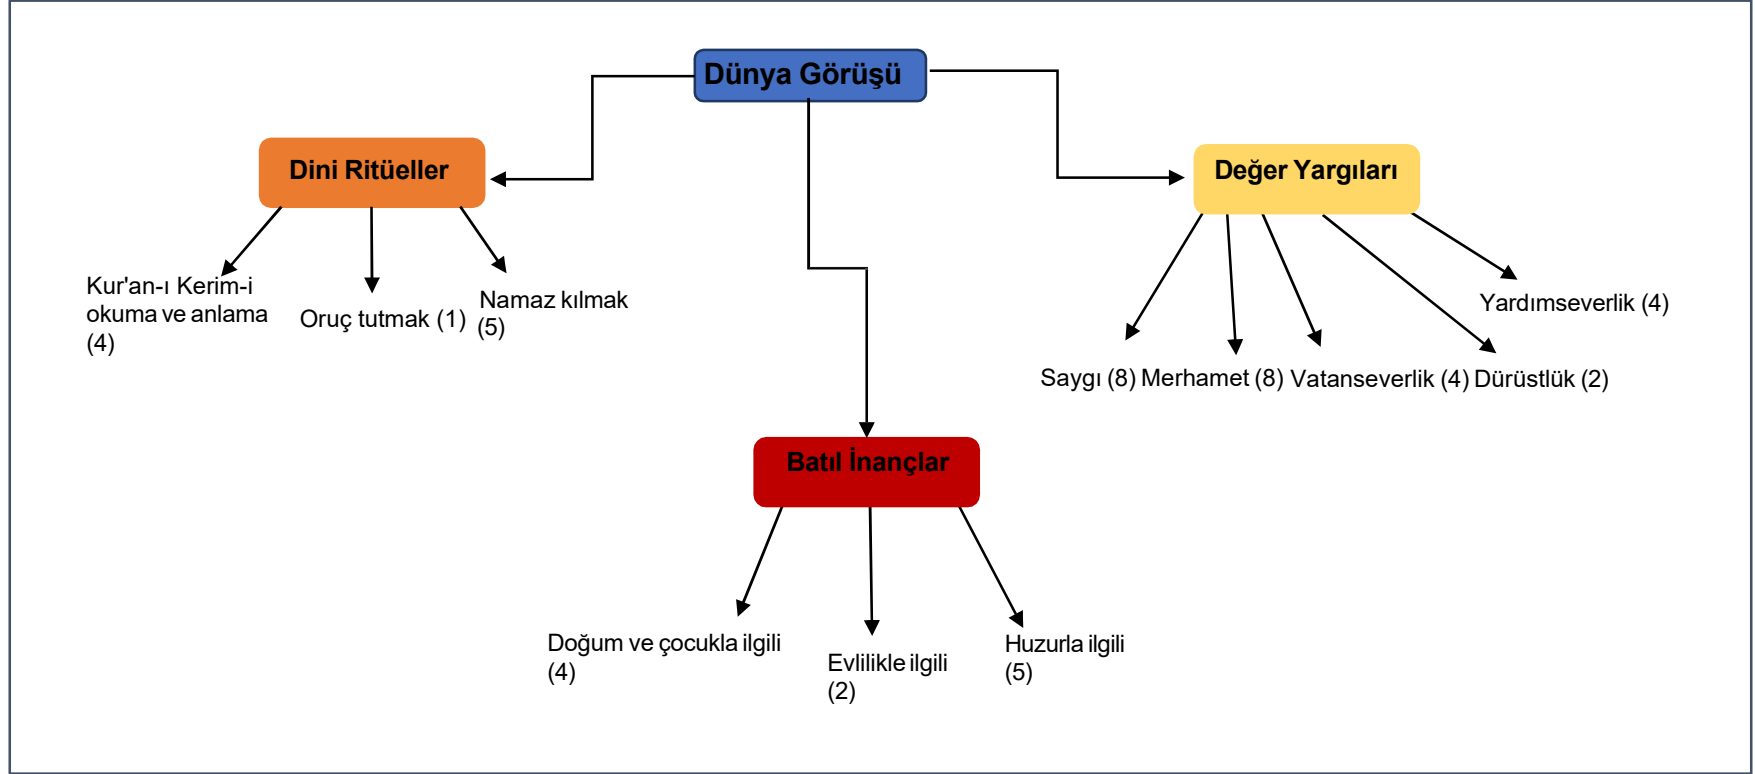 Dünya Görüşü
Dini Ritüeller
Değer Yargıları
Kur'an-ı Kerim-i
okuma ve anlama
(4)
Oruç tutmak (1)
Namaz kılmak
(5)
Yardımseverlik (4)
Saygı (8) Merhamet (8) Vatanseverlik (4) Dürüstlük (2)
Batıl İnançlar
Doğum ve çocukla ilgili
(4)
Evlilikle ilgili
(2)
Huzurla ilgili
(5)